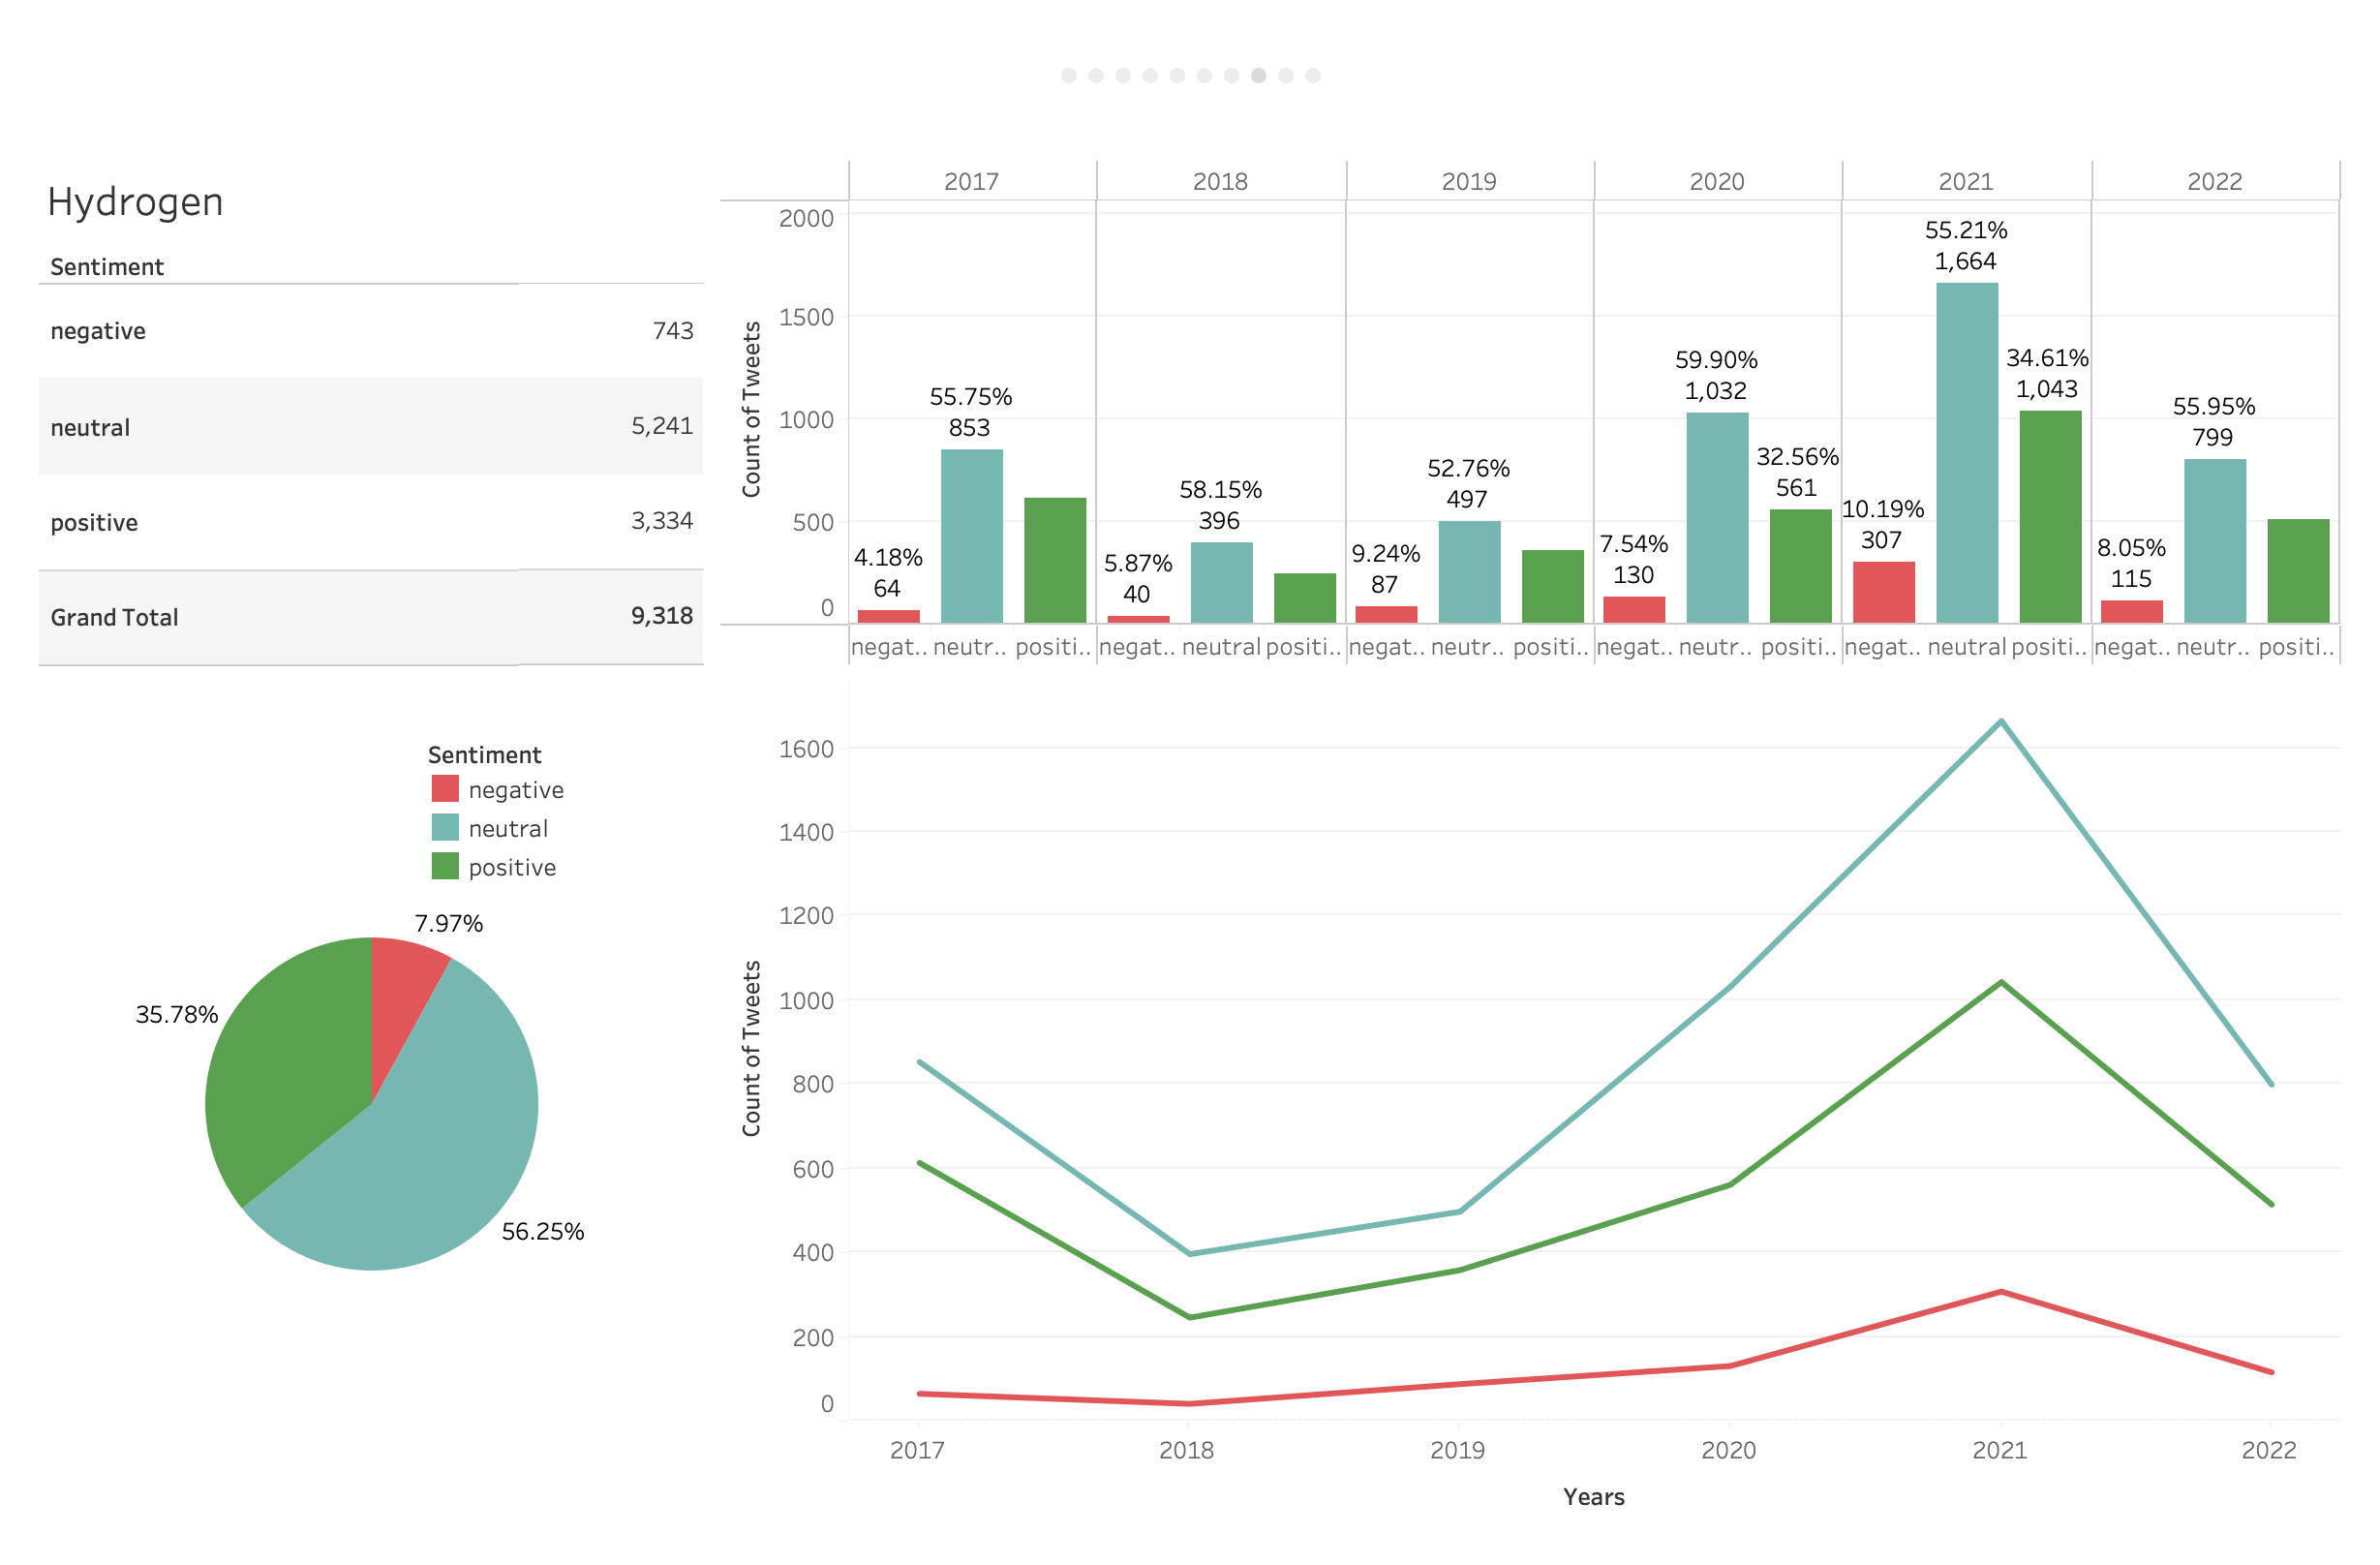 Hydrogen
Sentiment
negative 743
neutral 5,241
positive 3,334
Grand Total 9,318
2017 2018 2019 2020 2021 2022
Count of Tweets
2000
1500
1000
500
0
4.18%
64
55.75%
853
5.87%
40
58.15%
396
9.24%
87
52.76%
497
7.54%
130
59.90%
1,032
32.56%
561
10.19%
307
55.21%
1,664
34.61%
1,043
8.05%
115
55.95%
799
negat.. neutr.. positi.. negat.. neutral positi.. negat.. neutr.. positi.. negat.. neutr.. positi.. negat.. neutral positi.. negat.. neutr.. positi..
Sentiment
negative
neutral
positive
7.97%
35.78%
56.25%
Count of Tweets
1600
1400
1200
1000
800
600
400
200
0
2017 2018 2019 2020 2021 2022
Years